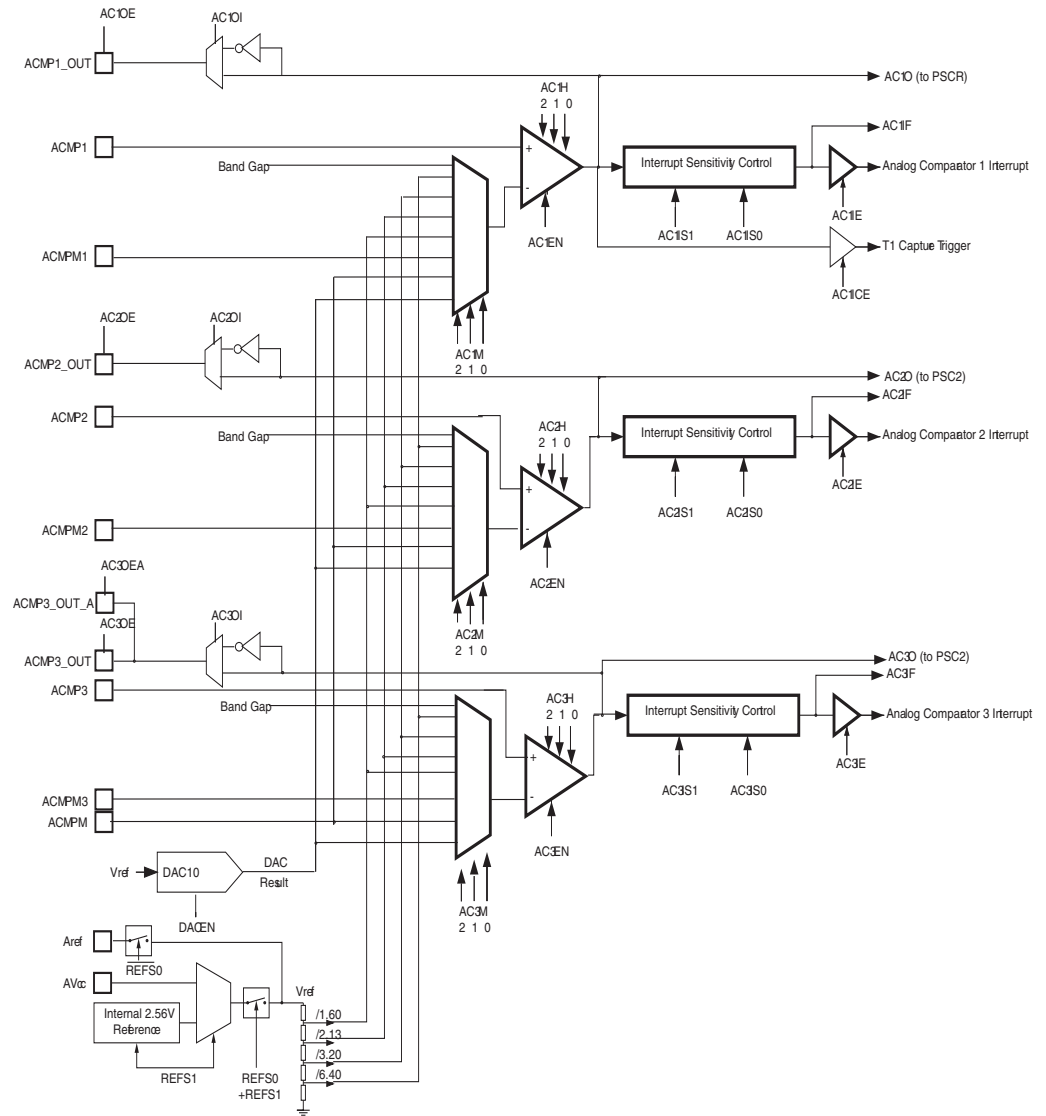 AC1OE
AC1OI
ACMP1_OUT
AC1O (to PSCR)
AC1H
2 1 0
AC1IF
ACMP1
+
Band Gap
Interrupt Sensitivity Control
Analog Comparator 1 Interrupt
-
AC1IE
AC1EN
AC1IS1
AC1IS0
T1 Capture Trigger
ACMPM1
AC1ICE
AC2OE
AC2OI
AC1M
2 1 0
ACMP2_OUT
AC2O (to PSC2)
AC2IF
ACMP2
AC2H
2 1 0
Band Gap
Interrupt Sensitivity Control
Analog Comparator 2 Interrupt
AC2IE
+
AC2IS1
AC2IS0
ACMPM2
-
AC2EN
AC3OEA
ACMP3_OUT_A
AC3OE
AC3OI
AC2M
2 1 0
ACMP3_OUT
AC3O (to PSC2)
AC3IF
ACMP3
AC3H
2 1 0
Band Gap
Interrupt Sensitivity Control
Analog Comparator 3 Interrupt
AC3IE
+
AC3IS1
AC3IS0
ACMPM3
-
ACMPM
AC3EN
Vref
DAC10
DAC
Result
AC3M
2 1 0
DACEN
Aref
REFS0
AVcc
Vref
Internal 2.56V
Reference
/1.60
/2.13
/3.20
/6.40
REFS1
REFS0
+REFS1